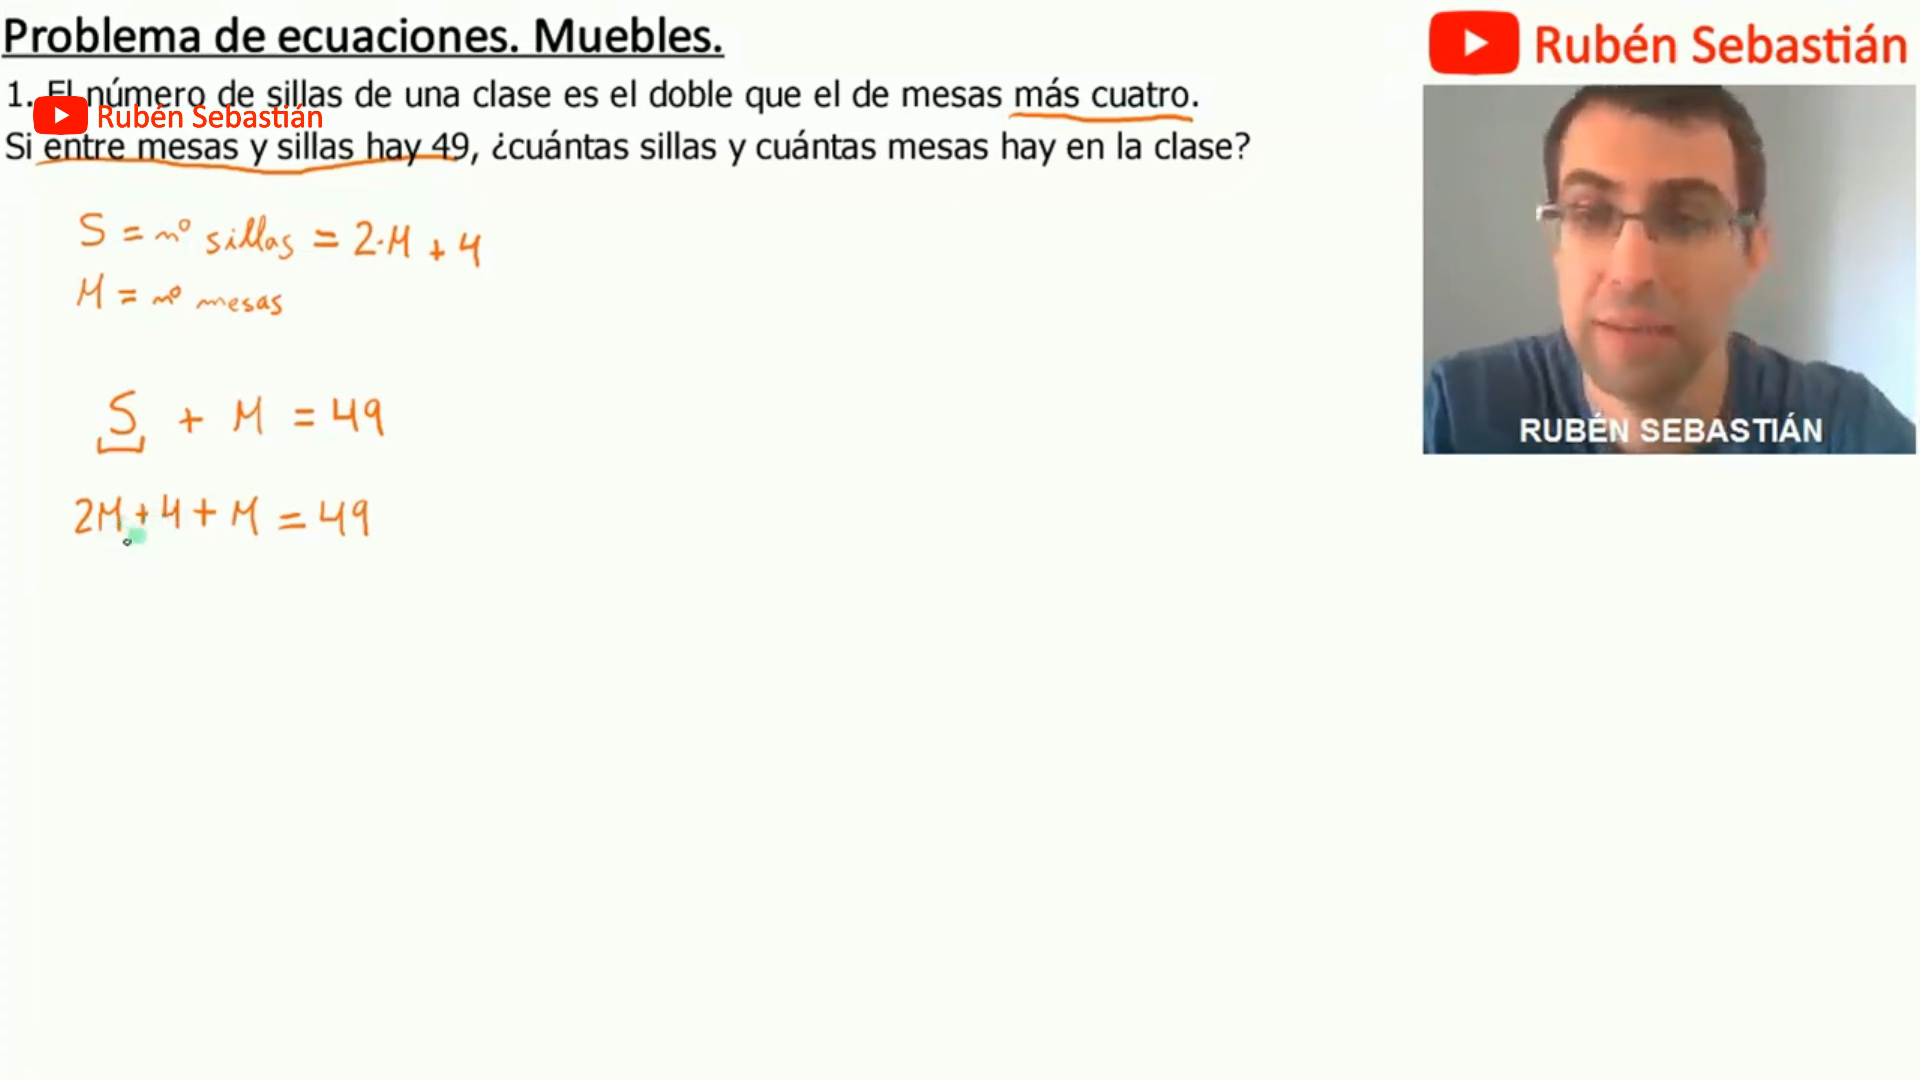 Problema de ecuaciones. Muebles.
Rubén Sebastián
1. El número de sillas de una clase es el doble que el de mesas más cuatro.
Rubén Sebastián
Si entre mesas y sillas hay 49, ¿cuántas sillas y cuántas mesas hay en la clase?
S = nº sillas = 2·M + 4
M = nº mesas
S + M = 49
RUBÉN SEBASTIÁN
2M + 4 + M = 49